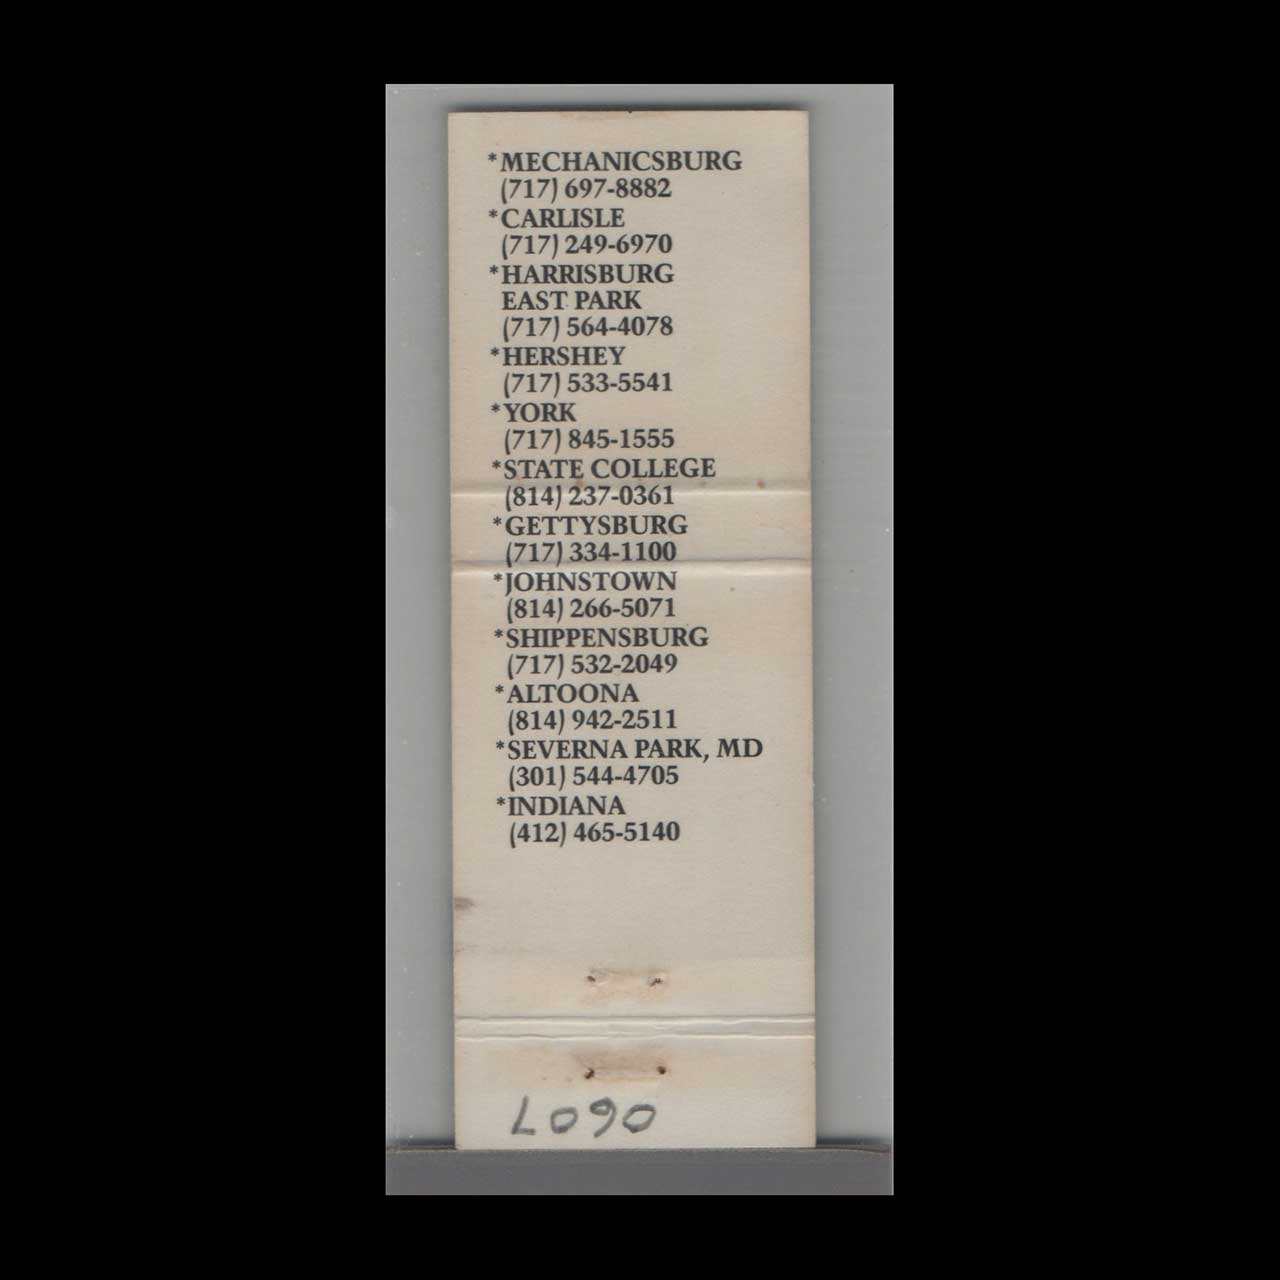 *MECHANICSBURG
(717) 697-8882
*CARLISLE
(717) 249-6970
*HARRISBURG
EAST PARK
(717) 564-4078
*HERSHEY
(717) 533-5541
*YORK
(717) 845-1555
*STATE COLLEGE
(814) 237-0361
*GETTYSBURG
(717) 334-1100
*JOHNSTOWN
(814) 266-5071
*SHIPPENSBURG
(717) 532-2049
*ALTOONA
(814) 942-2511
*SEVERNA PARK, MD
(301) 544-4705
*INDIANA
(412) 465-5140
0607